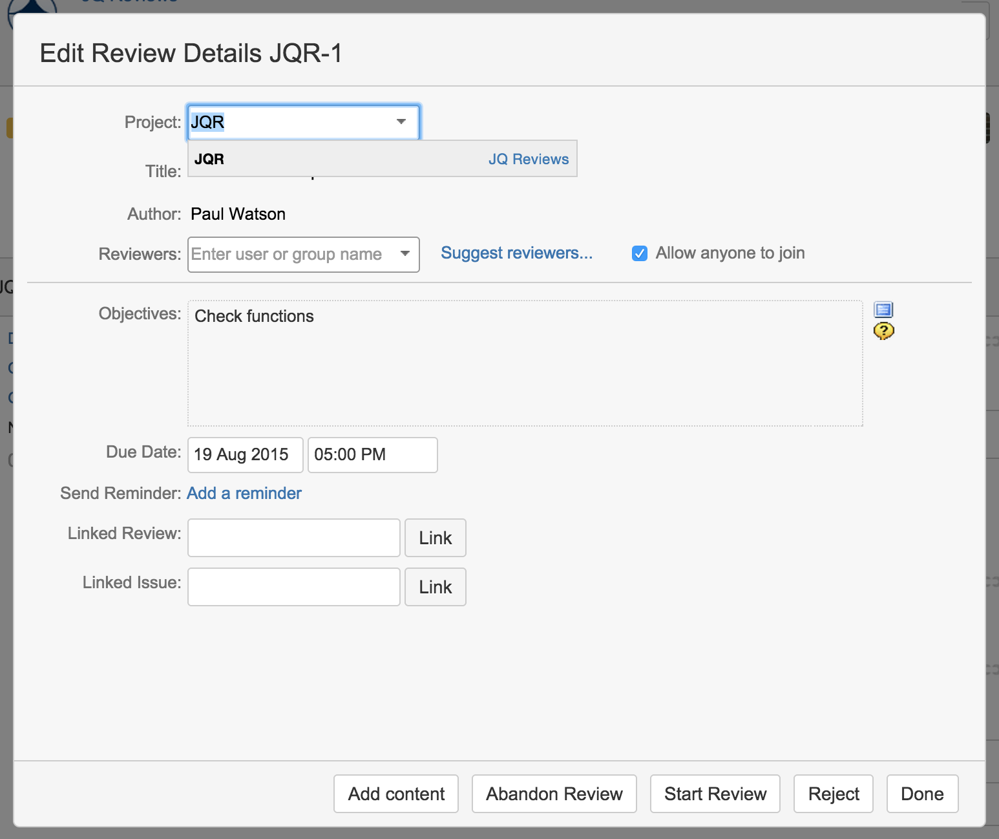 JQ Reviews
Edit Review Details JQR-1
Project: JQR
JQR JQ Reviews
Title:
Author: Paul Watson
Reviewers: Enter user or group name Suggest reviewers... Allow anyone to join
Objectives: Check functions
Due Date: 19 Aug 2015 05:00 PM
Send Reminder: Add a reminder
Linked Review: Link
Linked Issue: Link
Add content Abandon Review Start Review Reject Done